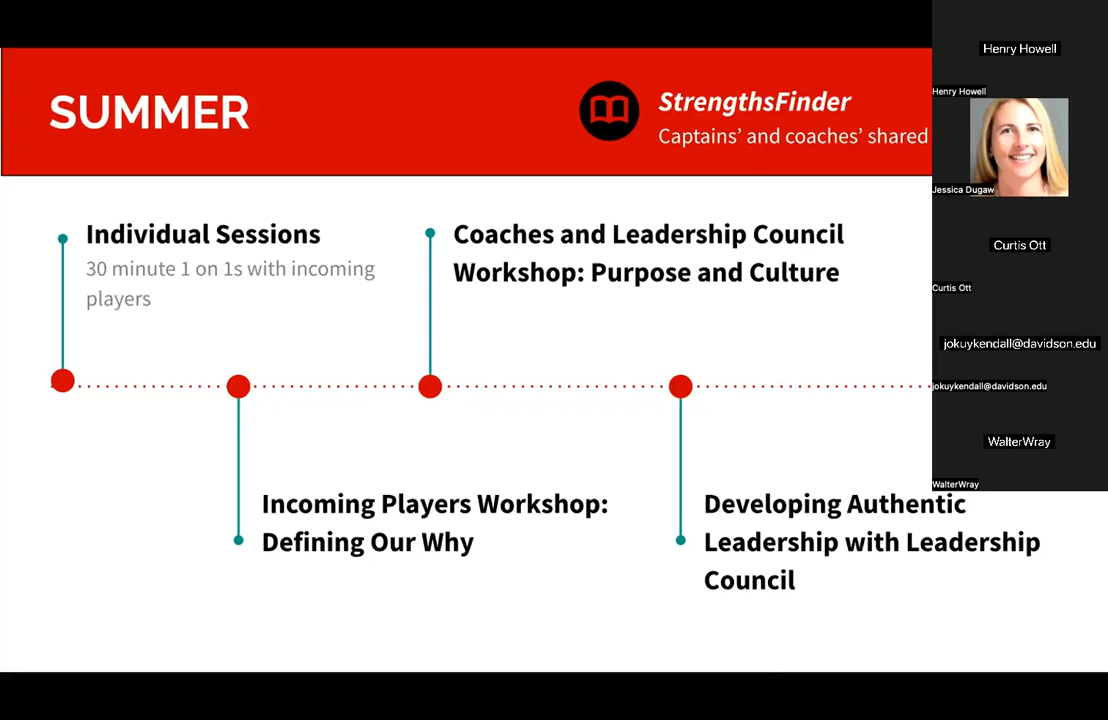 SUMMER
StrengthsFinder
Captains’ and coaches’ shared
Individual Sessions
30 minute 1 on 1s with incoming
players
Coaches and Leadership Council
Workshop: Purpose and Culture
Incoming Players Workshop:
Defining Our Why
Developing Authentic
Leadership with Leadership
Council
Henry Howell
Henry Howell
Jessica Dugaw
Curtis Ott
Curtis Ott
jokuykendall@davidson.edu
jokuykendall@davidson.edu
WalterWray
WalterWray